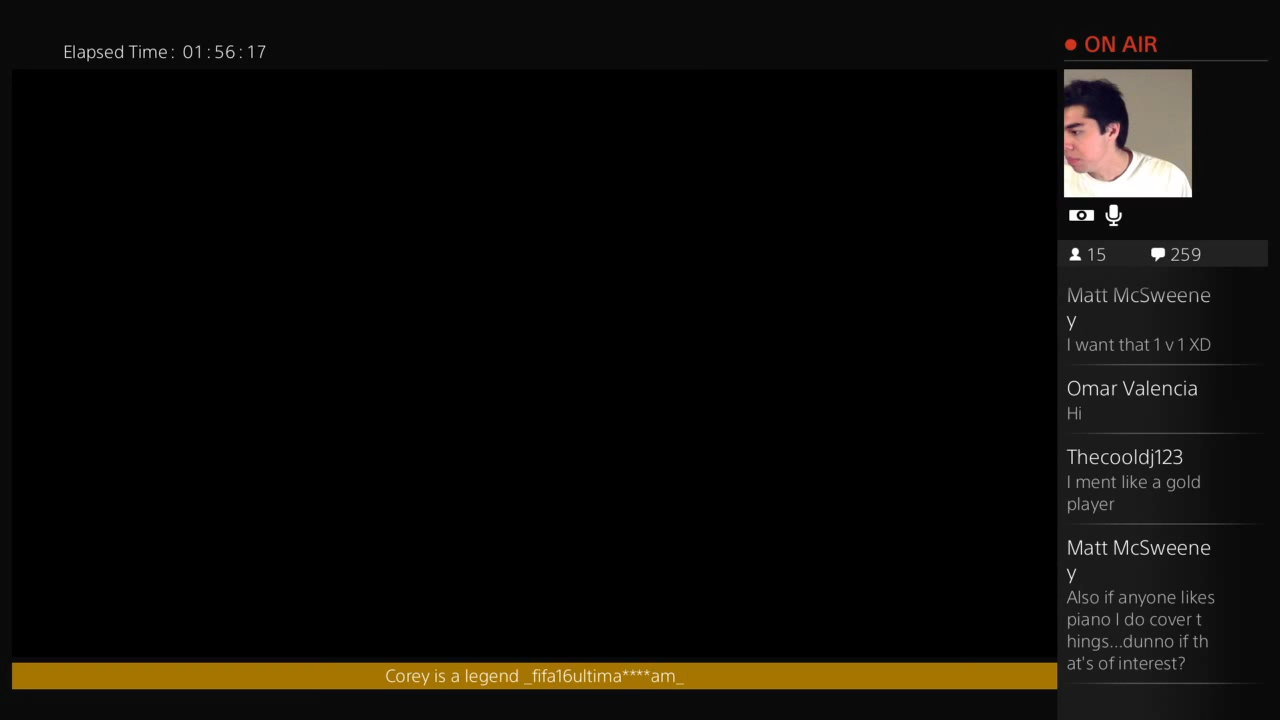 Elapsed Time: 01:56:17
ON AIR
15 259
Matt McSweene
y
I want that 1 v 1 XD
Omar Valencia
Hi
Thecooldj123
I ment like a gold
player
Matt McSweene
y
Also if anyone likes
piano I do cover t
hings...dunno if th
at's of interest?
Corey is a legend _fifa16ultima****am_